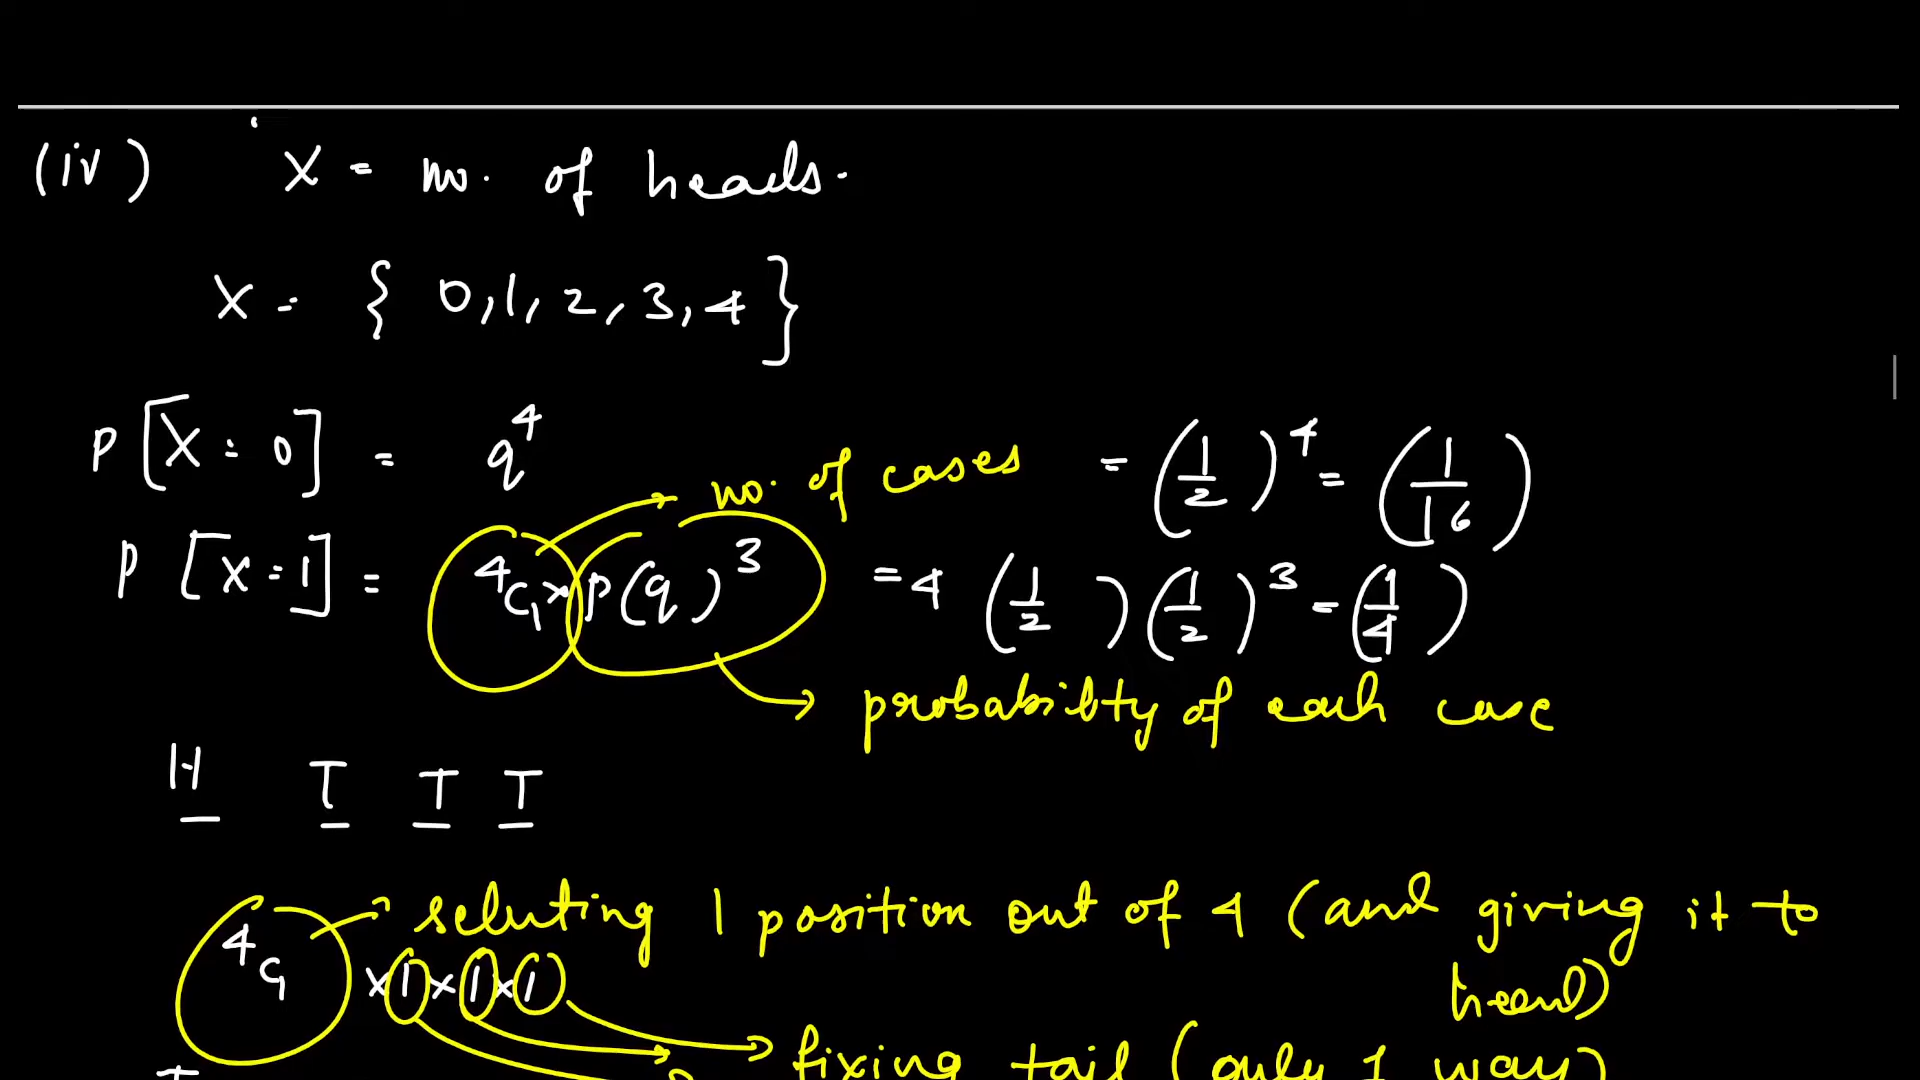 (iv) X = no. of heads.
X = { 0, 1, 2, 3, 4 }
P [X = 0] = q⁴ = (1/2)⁴ = (1/16)
no. of cases
P [X = 1] = ⁴C₁ × P(q)³ = 4 (1/2) (1/2)³ = (1/4)
probability of each case
H T T T
seluting 1 position out of 4 (and giving it to
head)
⁴C₁ × 1 × 1 × 1
fixing tail (only 1 way)